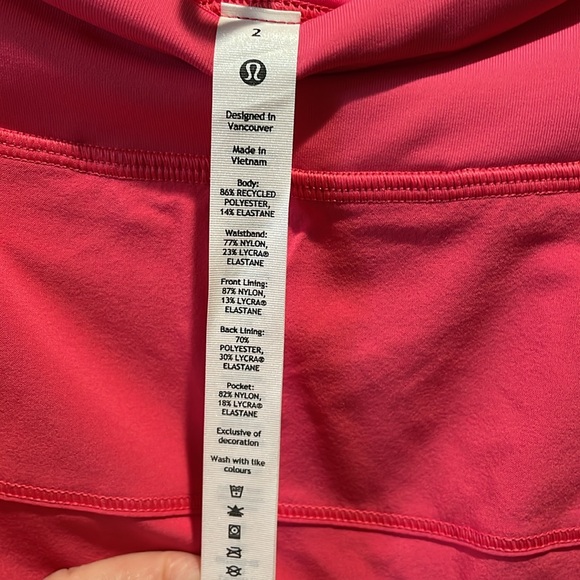 2
Designed in
Vancouver
Made in
Vietnam
Body:
86% RECYCLED
POLYESTER,
14% ELASTANE
Waistband:
77% NYLON,
23% LYCRA®
ELASTANE
Front Lining:
87% NYLON,
13% LYCRA®
ELASTANE
Back Lining:
70%
POLYESTER,
30% LYCRA®
ELASTANE
Pocket:
82% NYLON,
18% LYCRA®
ELASTANE
Exclusive of
decoration
Wash with like
colours